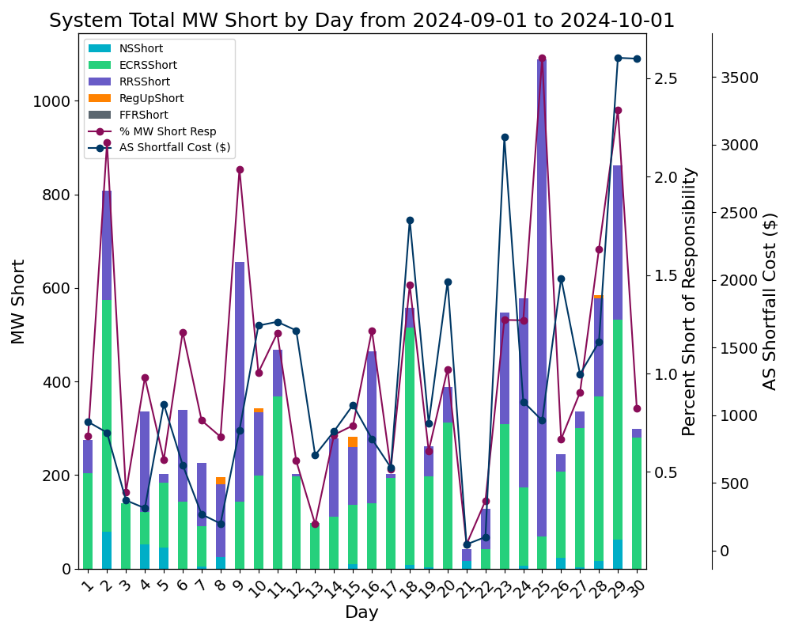 System Total MW Short by Day from 2024-09-01 to 2024-10-01
NSShort
ECRSShort
RRSShort
RegUpShort
FFRShort
% MW Short Resp
AS Shortfall Cost ($)
MW Short
0
200
400
600
800
1000
Percent Short of Responsibility
0.5
1.0
1.5
2.0
2.5
AS Shortfall Cost ($)
0
500
1000
1500
2000
2500
3000
3500
1 2 3 4 5 6 7 8 9 10 11 12 13 14 15 16 17 18 19 20 21 22 23 24 25 26 27 28 29 30
Day